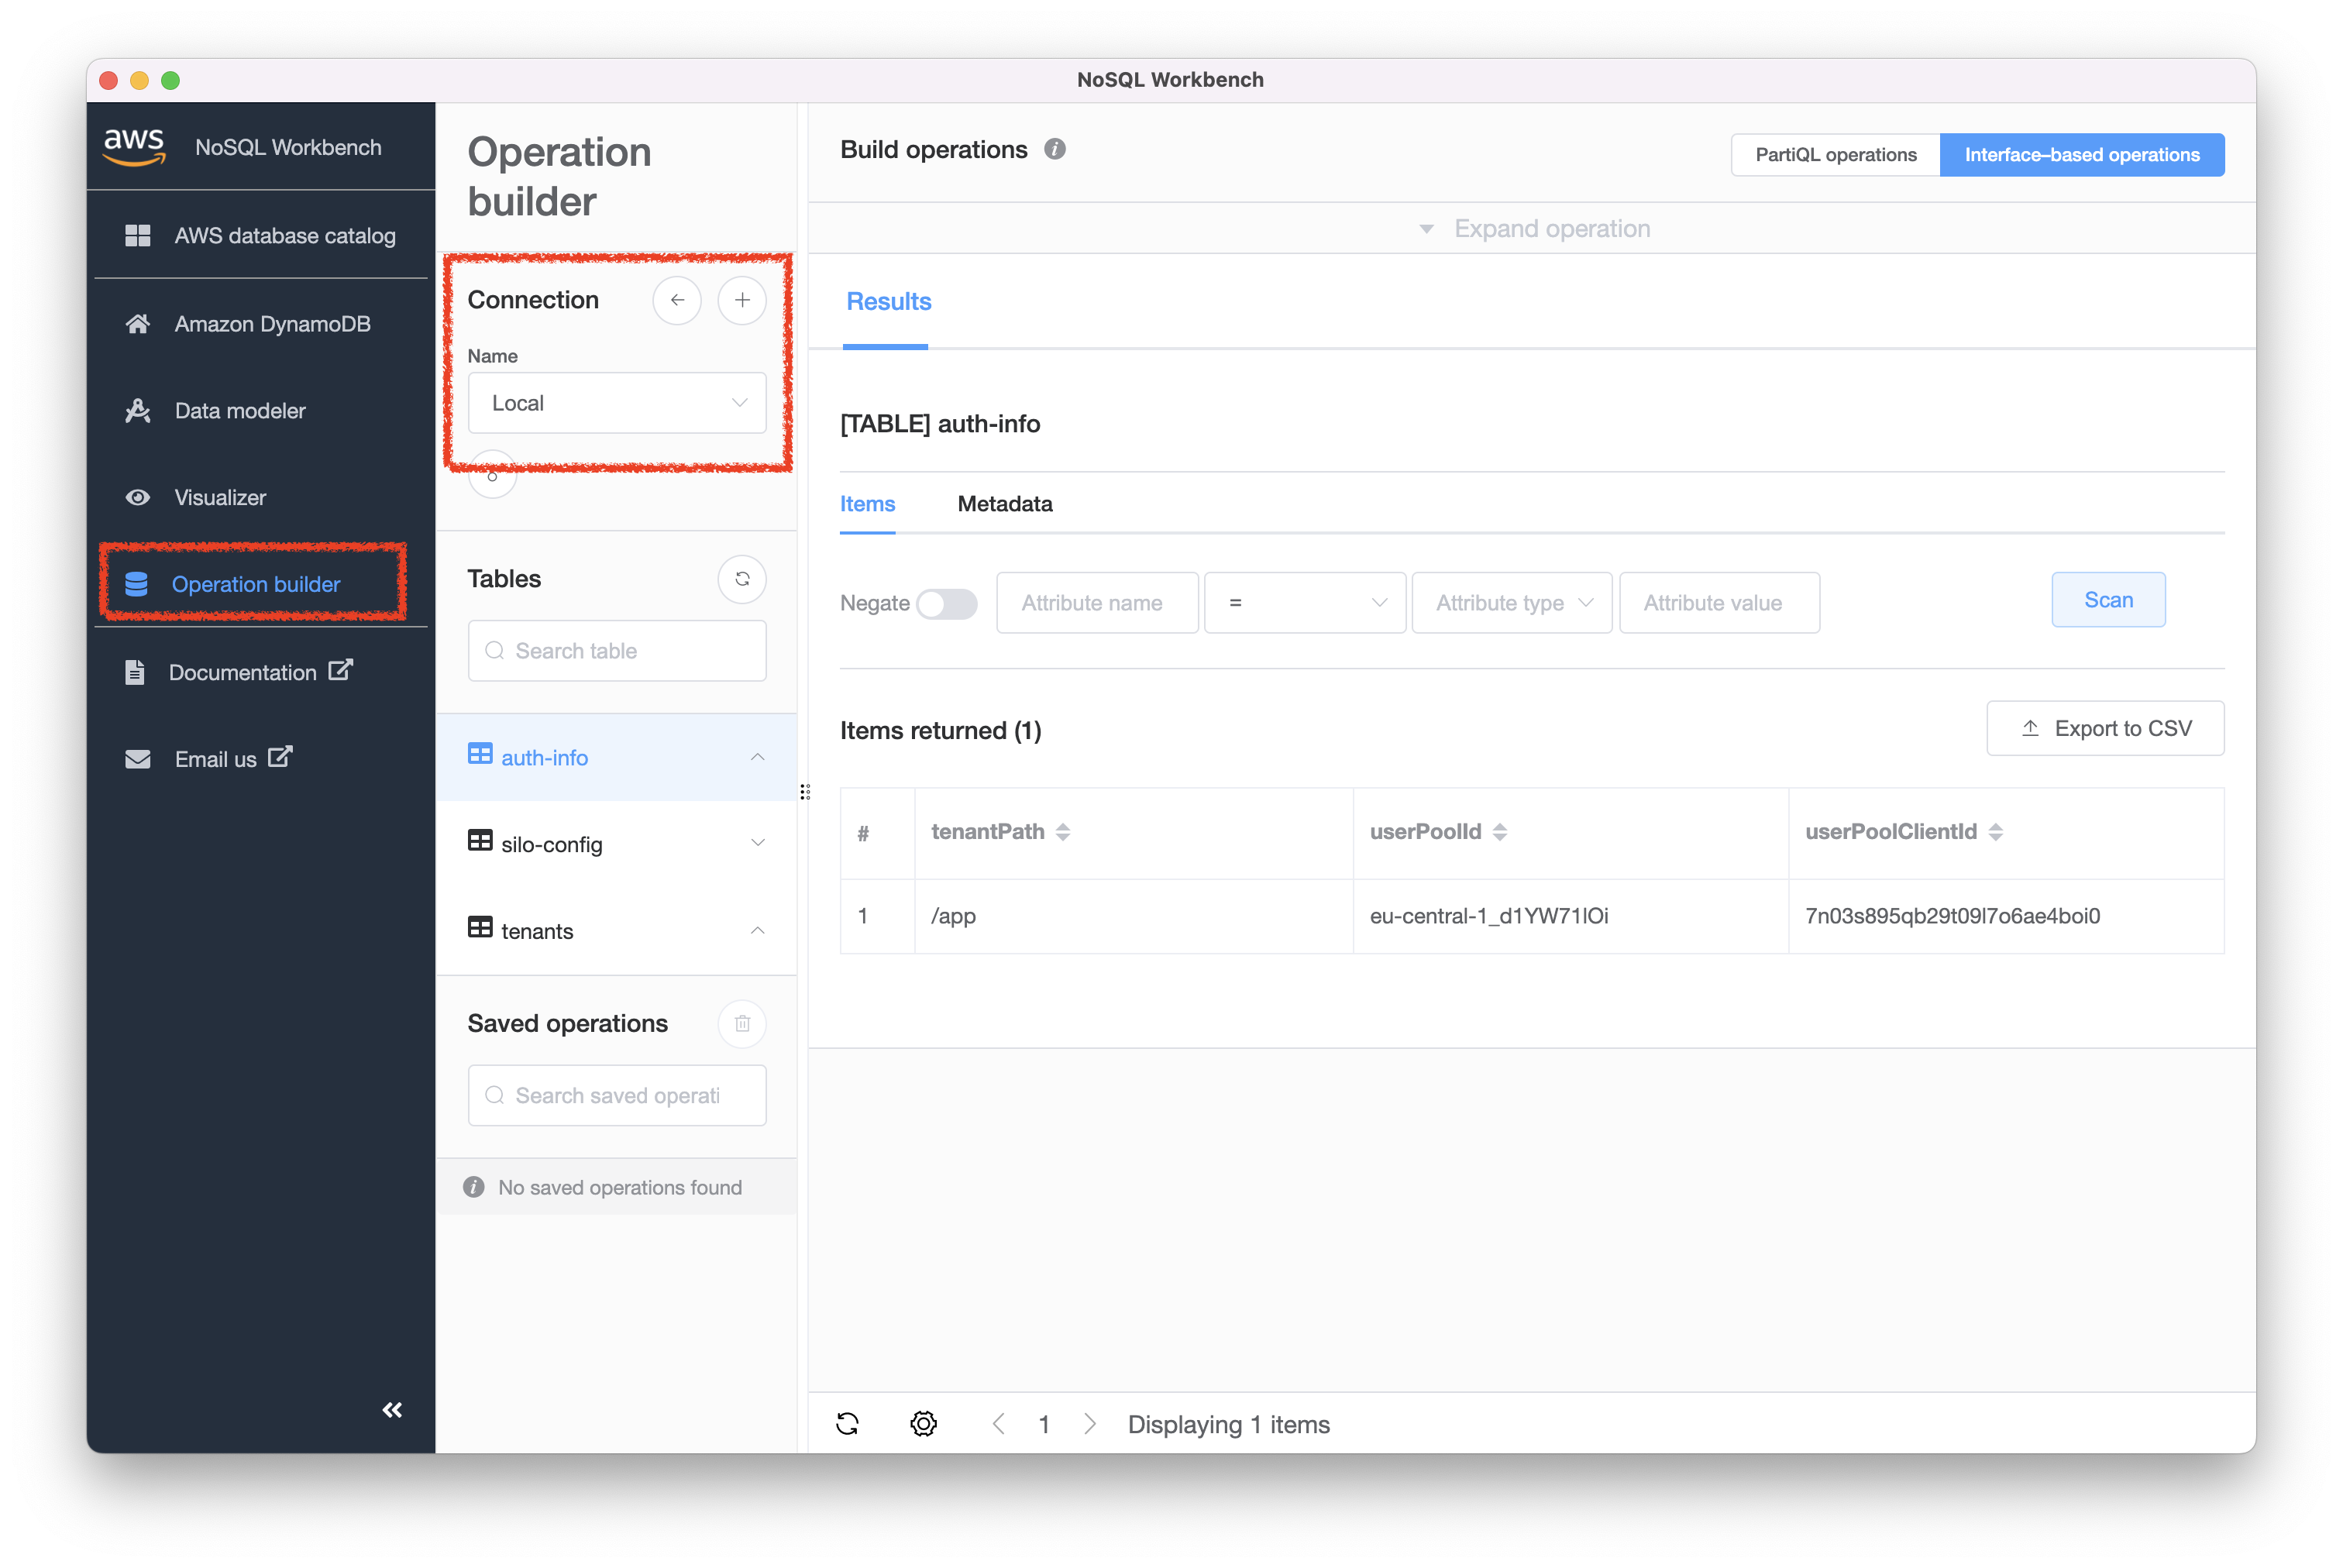 NoSQL Workbench
aws NoSQL Workbench
AWS database catalog
Amazon DynamoDB
Data modeler
Visualizer
Operation builder
Documentation
Email us
Operation
builder
Connection
Name
Local
Tables
Search table
auth-info
silo-config
tenants
Saved operations
Search saved operati
No saved operations found
Build operations
PartiQL operations Interface–based operations
Expand operation
Results
[TABLE] auth-info
Items Metadata
Negate Attribute name = Attribute type Attribute value Scan
Items returned (1) Export to CSV
# tenantPath userPoolId userPoolClientId
1 /app eu-central-1_d1YW71lOi 7n03s895qb29t09l7o6ae4boi0
1 Displaying 1 items